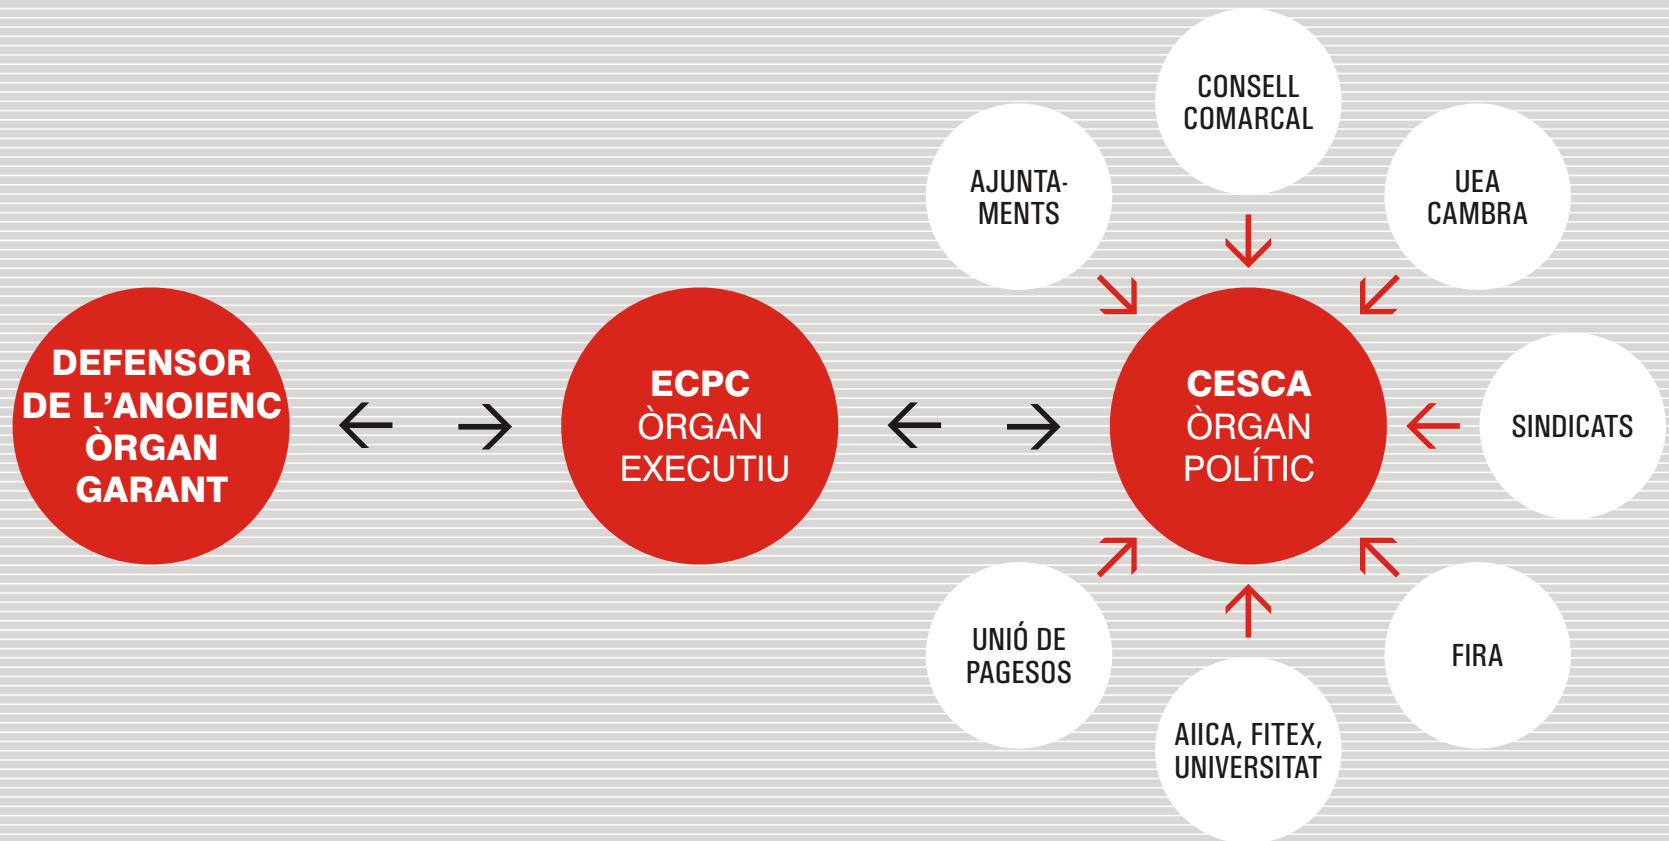 CONSELL
COMARCAL
AJUNTA-
MENTS
UEA
CAMBRA
DEFENSOR
DE L’ANOIENC
ÒRGAN
GARANT
ECPC
ÒRGAN
EXECUTIU
CESCA
ÒRGAN
POLÍTIC
SINDICATS
UNIÓ DE
PAGESOS
FIRA
AIICA, FITEX,
UNIVERSITAT